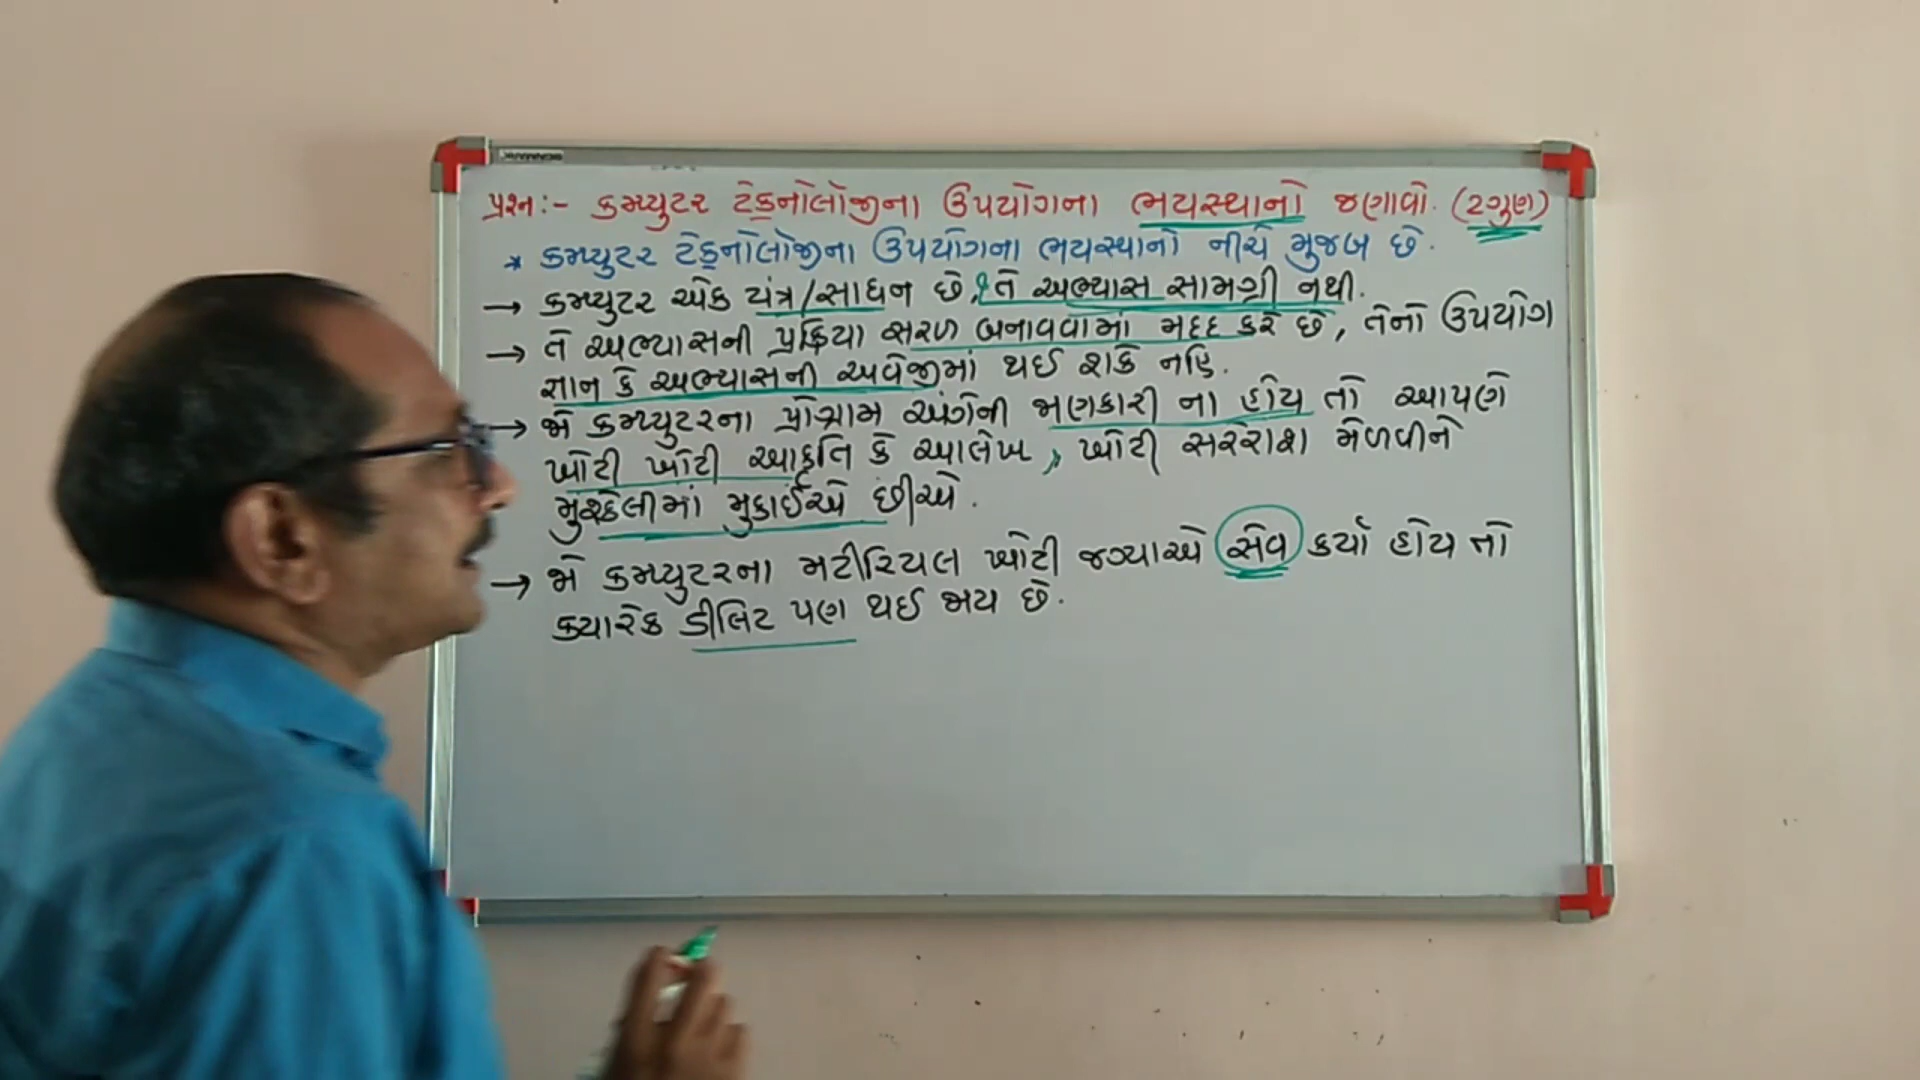 પ્રશ્ન:- કમ્પ્યુટર ટેક્નોલોજીના ઉપયોગના ભયસ્થાનો જણાવો. (2ગુણ)
* કમ્પ્યુટર ટેક્નોલોજીના ઉપયોગના ભયસ્થાનો નીચે મુજબ છે.
→ કમ્પ્યુટર એક યંત્ર/સાધન છે, તે અભ્યાસ સામગ્રી નથી.
→ તે અભ્યાસની પ્રક્રિયા સરળ બનાવવામાં મદદ કરે છે, તેનો ઉપયોગ
જ્ઞાન કે અભ્યાસની અવેજીમાં થઈ શકે નહિ.
→ જો કમ્પ્યુટરના પ્રોગ્રામ અંગેની જાણકારી ના હોય તો આપણે
ખોટી ખોટી આકૃતિ કે આલેખ, ખોટી સરેરાશ મેળવીને
મુશ્કેલીમાં મુકાઈએ છીએ.
→ જો કમ્પ્યુટરના મટીરિયલ ખોટી જગ્યાએ સેવ કર્યા હોય તો
ક્યારેક ડીલિટ પણ થઈ જાય છે.